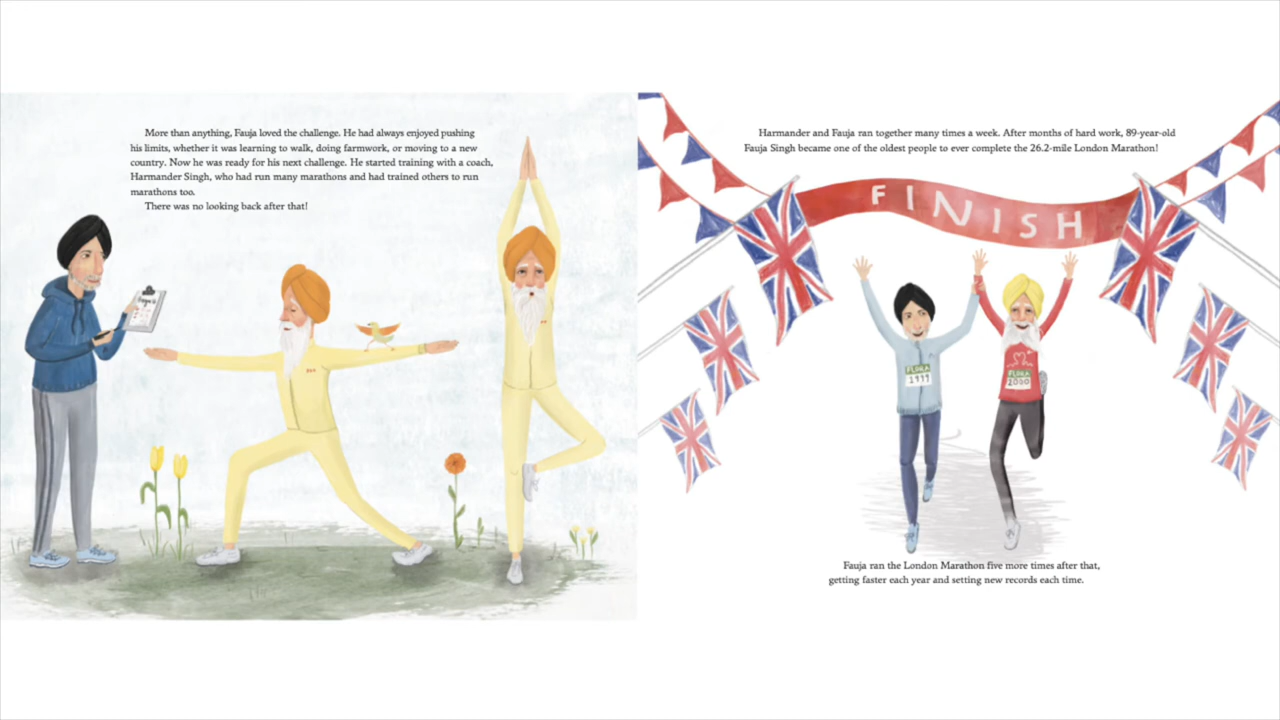 More than anything, Fauja loved the challenge. He had always enjoyed pushing
his limits, whether it was learning to walk, doing farmwork, or moving to a new
country. Now he was ready for his next challenge. He started training with a coach,
Harmander Singh, who had run many marathons and had trained others to run
marathons too.
There was no looking back after that!
Harmander and Fauja ran together many times a week. After months of hard work, 89-year-old
Fauja Singh became one of the oldest people to ever complete the 26.2-mile London Marathon!
FINISH
FLORA
1999
FLORA
2000
Fauja ran the London Marathon five more times after that,
getting faster each year and setting new records each time.